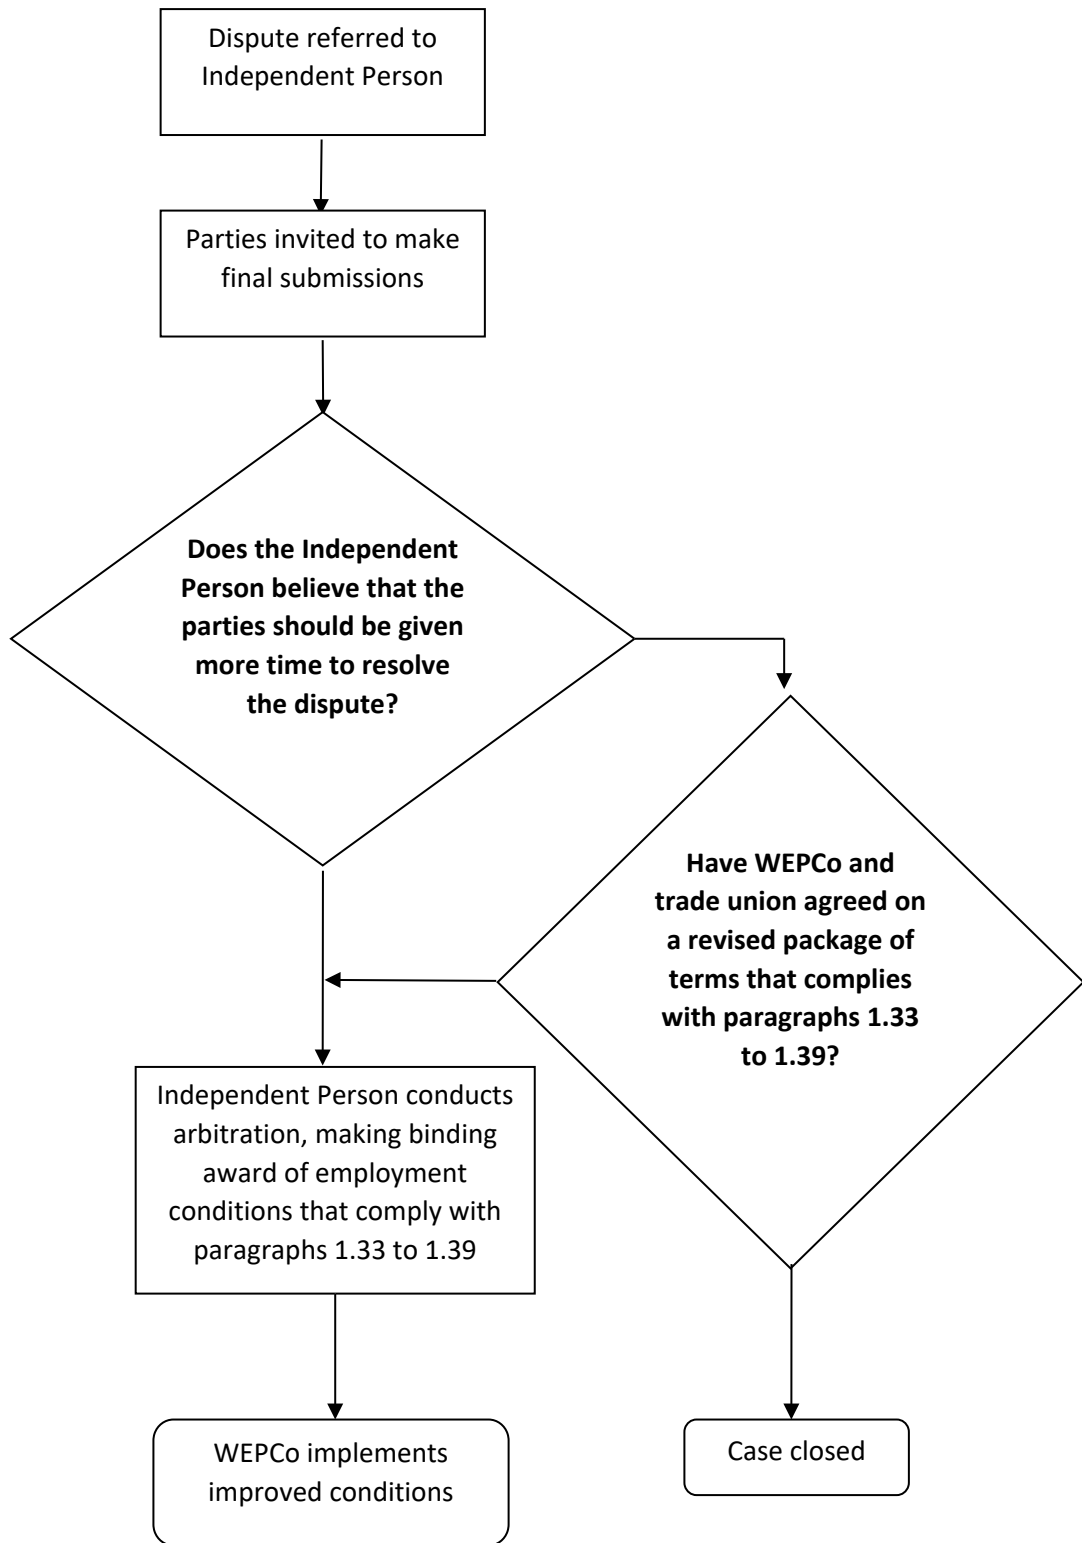 Dispute referred to
Independent Person
Parties invited to make
final submissions
Does the Independent
Person believe that the
parties should be given
more time to resolve
the dispute?
Have WEPCo and
trade union agreed on
a revised package of
terms that complies
with paragraphs 1.33
to 1.39?
Independent Person conducts
arbitration, making binding
award of employment
conditions that comply with
paragraphs 1.33 to 1.39
WEPCo implements
improved conditions
Case closed